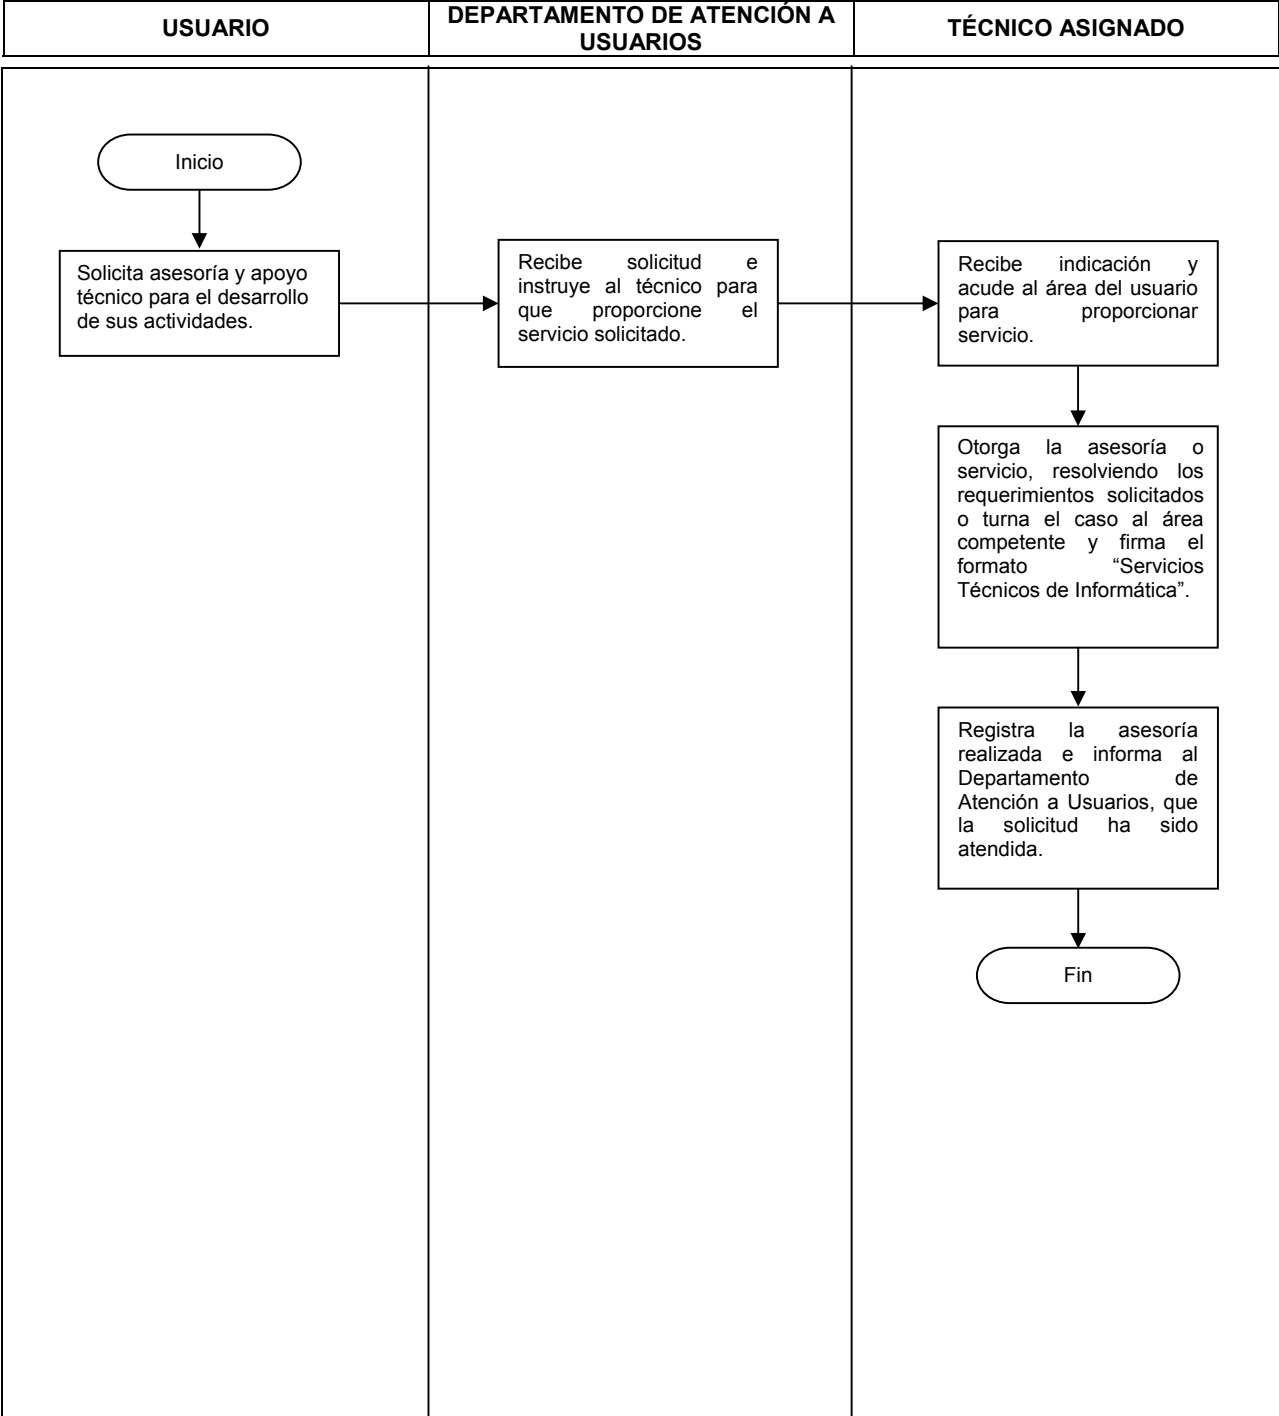 USUARIO
DEPARTAMENTO DE ATENCIÓN A
USUARIOS
TÉCNICO ASIGNADO
Inicio
Solicita asesoría y apoyo
técnico para el desarrollo
de sus actividades.
Recibe solicitud e
instruye al técnico para
que proporcione el
servicio solicitado.
Recibe indicación y
acude al área del usuario
para proporcionar
servicio.
Otorga la asesoría o
servicio, resolviendo los
requerimientos solicitados
o turna el caso al área
competente y firma el
formato “Servicios
Técnicos de Informática”.
Registra la asesoría
realizada e informa al
Departamento de
Atención a Usuarios, que
la solicitud ha sido
atendida.
Fin